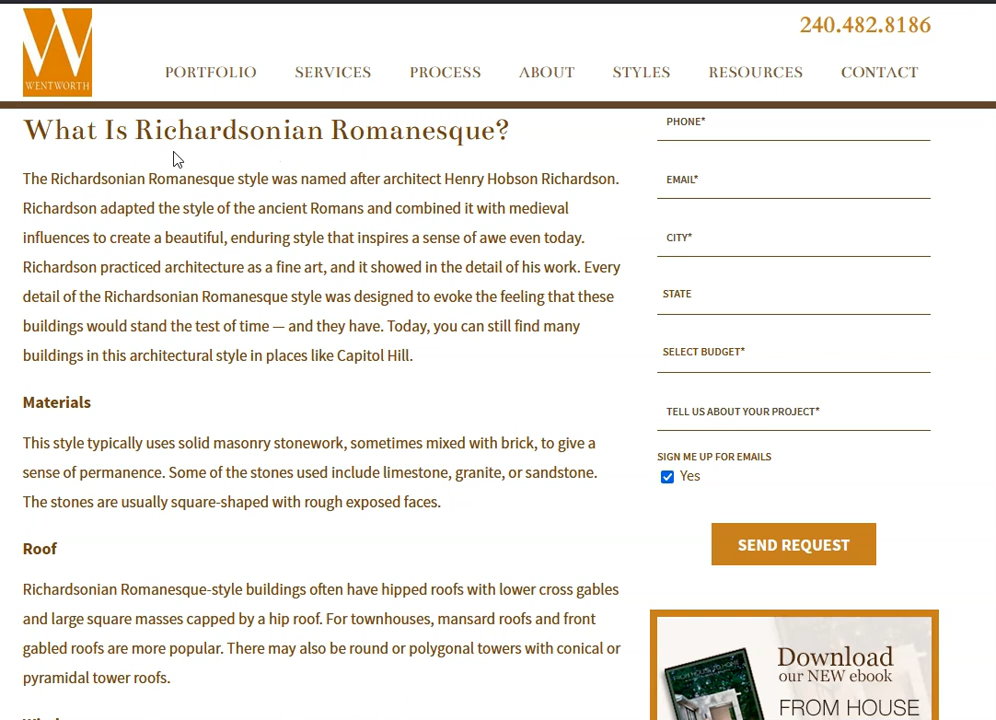 W
WENTWORTH
240.482.8186
PORTFOLIO SERVICES PROCESS ABOUT STYLES RESOURCES CONTACT
What Is Richardsonian Romanesque?
The Richardsonian Romanesque style was named after architect Henry Hobson Richardson.
Richardson adapted the style of the ancient Romans and combined it with medieval
influences to create a beautiful, enduring style that inspires a sense of awe even today.
Richardson practiced architecture as a fine art, and it showed in the detail of his work. Every
detail of the Richardsonian Romanesque style was designed to evoke the feeling that these
buildings would stand the test of time — and they have. Today, you can still find many
buildings in this architectural style in places like Capitol Hill.
Materials
This style typically uses solid masonry stonework, sometimes mixed with brick, to give a
sense of permanence. Some of the stones used include limestone, granite, or sandstone.
The stones are usually square-shaped with rough exposed faces.
Roof
Richardsonian Romanesque-style buildings often have hipped roofs with lower cross gables
and large square masses capped by a hip roof. For townhouses, mansard roofs and front
gabled roofs are more popular. There may also be round or polygonal towers with conical or
pyramidal tower roofs.
PHONE*
EMAIL*
CITY*
STATE
SELECT BUDGET*
TELL US ABOUT YOUR PROJECT*
SIGN ME UP FOR EMAILS
Yes
SEND REQUEST
Download
our NEW ebook
FROM HOUSE